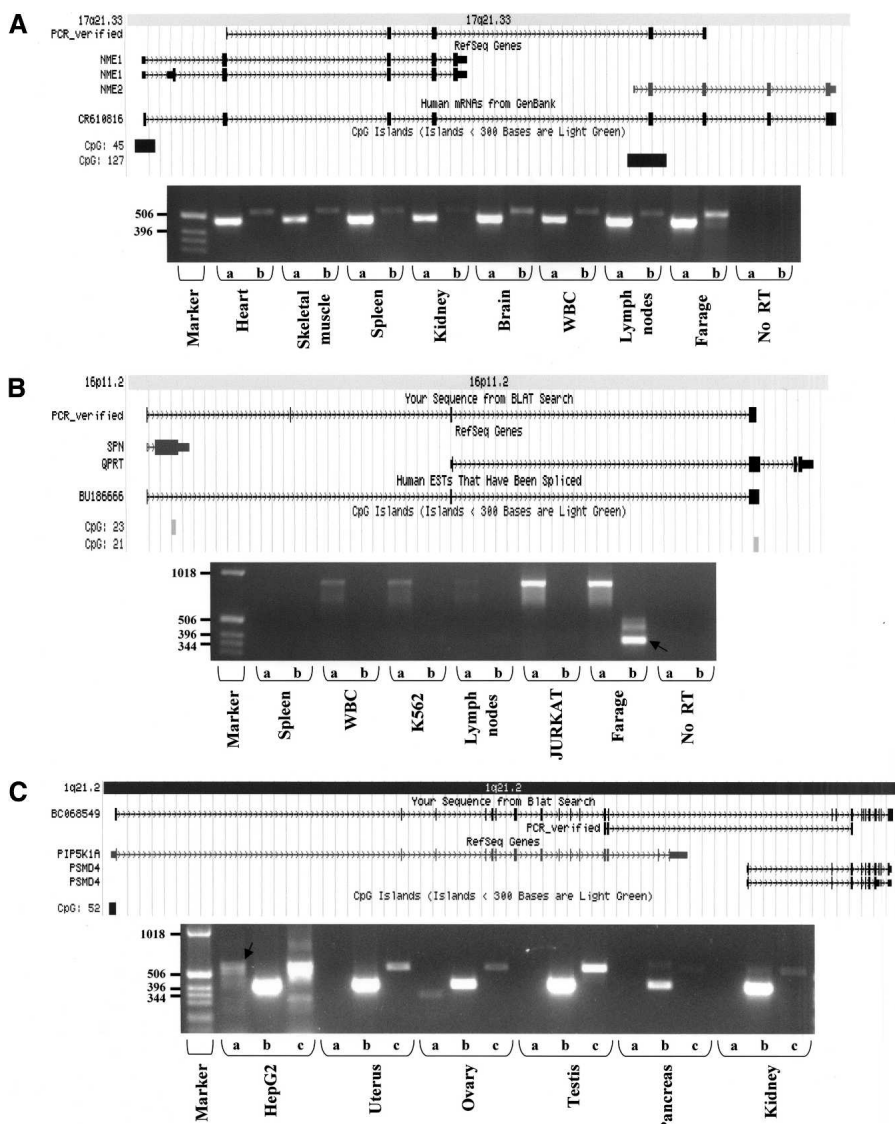 A
17q21.33
17q21.33
PCR_verified
RefSeq Genes
NME1
NME1
NME2
Human mRNAs from GenBank
CR610816
CpG Islands (Islands < 300 Bases are Light Green)
CpG: 45
CpG: 127
506
396
a b a b a b a b a b a b a b a b a b
Marker
Heart
Skeletal muscle
Spleen
Kidney
Brain
WBC
Lymph nodes
Farage
No RT
B
16p11.2
16p11.2
Your Sequence from BLAT Search
PCR_verified
RefSeq Genes
SPN
QPRT
Human ESTs That Have Been Spliced
BU186666
CpG Islands (Islands < 300 Bases are Light Green)
CpG: 23
CpG: 21
1018
506
396
344
a b a b a b a b a b a b a b
Marker
Spleen
WBC
K562
Lymph nodes
JURKAT
Farage
No RT
C
1q21.2
1q21.2
Your Sequence from Blat Search
BC068549
PCR_verified
RefSeq Genes
PIP5K1A
PSMD4
PSMD4
CpG Islands (Islands < 300 Bases are Light Green)
CpG: 52
1018
506
396
344
a b c a b c a b c a b c a b c a b c
Marker
HepG2
Uterus
Ovary
Testis
Pancreas
Kidney